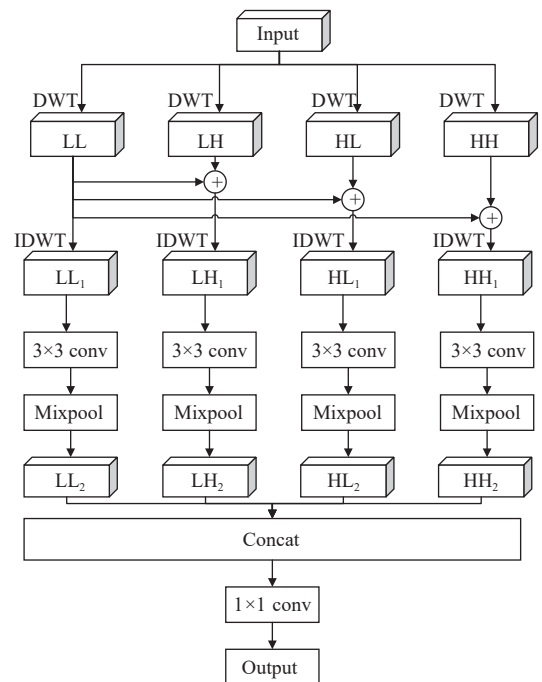 Input
DWT DWT DWT DWT
LL LH HL HH
+
+
+
IDWT IDWT IDWT IDWT
LL₁ LH₁ HL₁ HH₁
3×3 conv 3×3 conv 3×3 conv 3×3 conv
Mixpool Mixpool Mixpool Mixpool
LL₂ LH₂ HL₂ HH₂
Concat
1×1 conv
Output